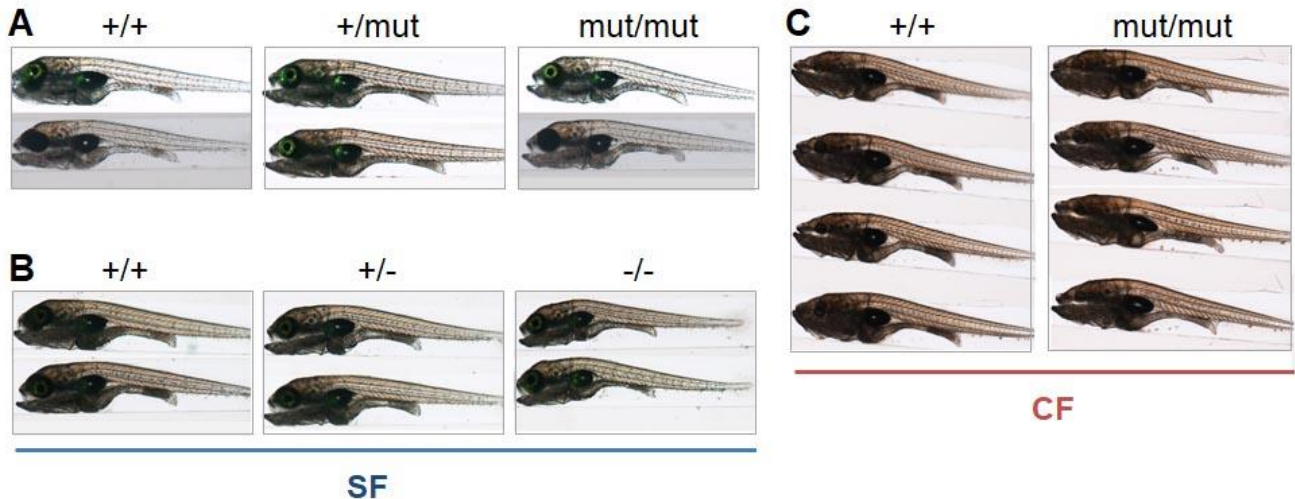 A
+/+ +/mut mut/mut
B
+/+ +/- -/-
SF
C
+/+ mut/mut
CF